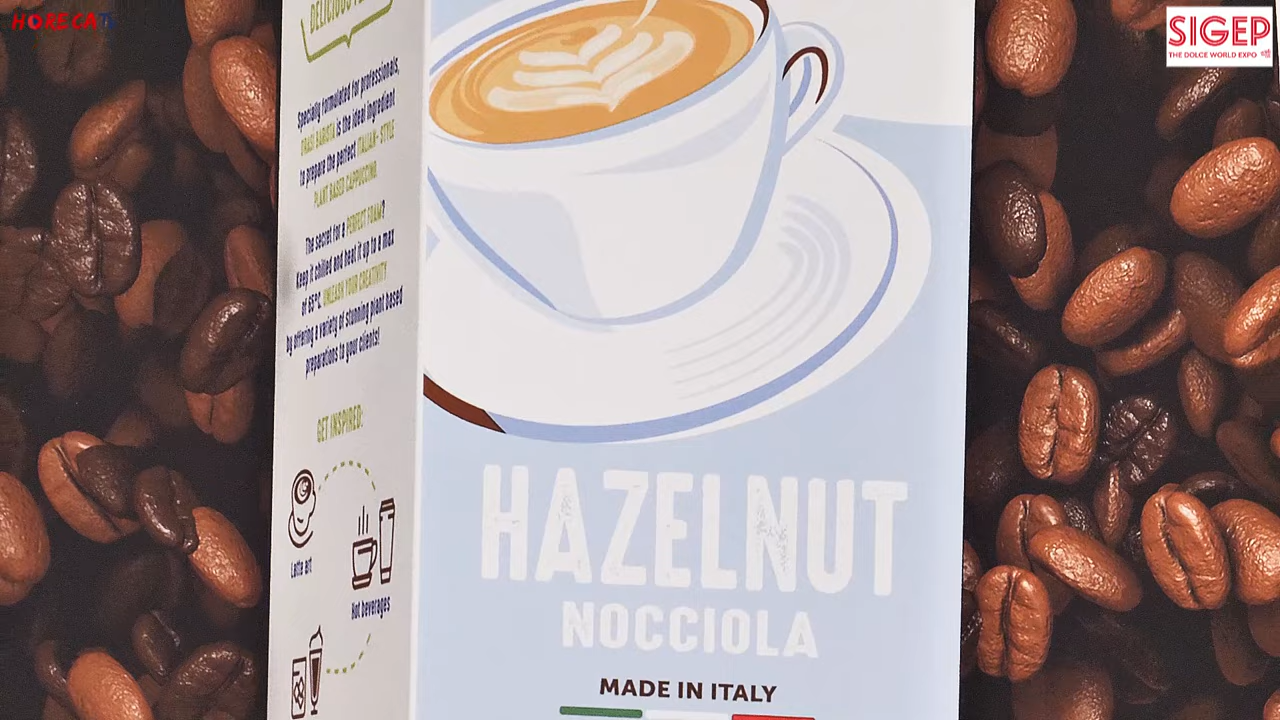 HORECA
SIGEP
THE DOLCE WORLD EXPO
Specially formulated for professionals,
BARISTA is the ideal ingredient
to prepare the perfect ITALIAN-STYLE
PLANT BASED CAPPUCCINO.
The secret for a PERFECT FOAM?
Keep it chilled and heat it up to a max
of 65°C. UNLEASH YOUR CREATIVITY
by offering a variety of stunning plant based
preparations to your clients!
GET INSPIRED:
Latte art
Hot beverages
HAZELNUT
NOCCIOLA
MADE IN ITALY